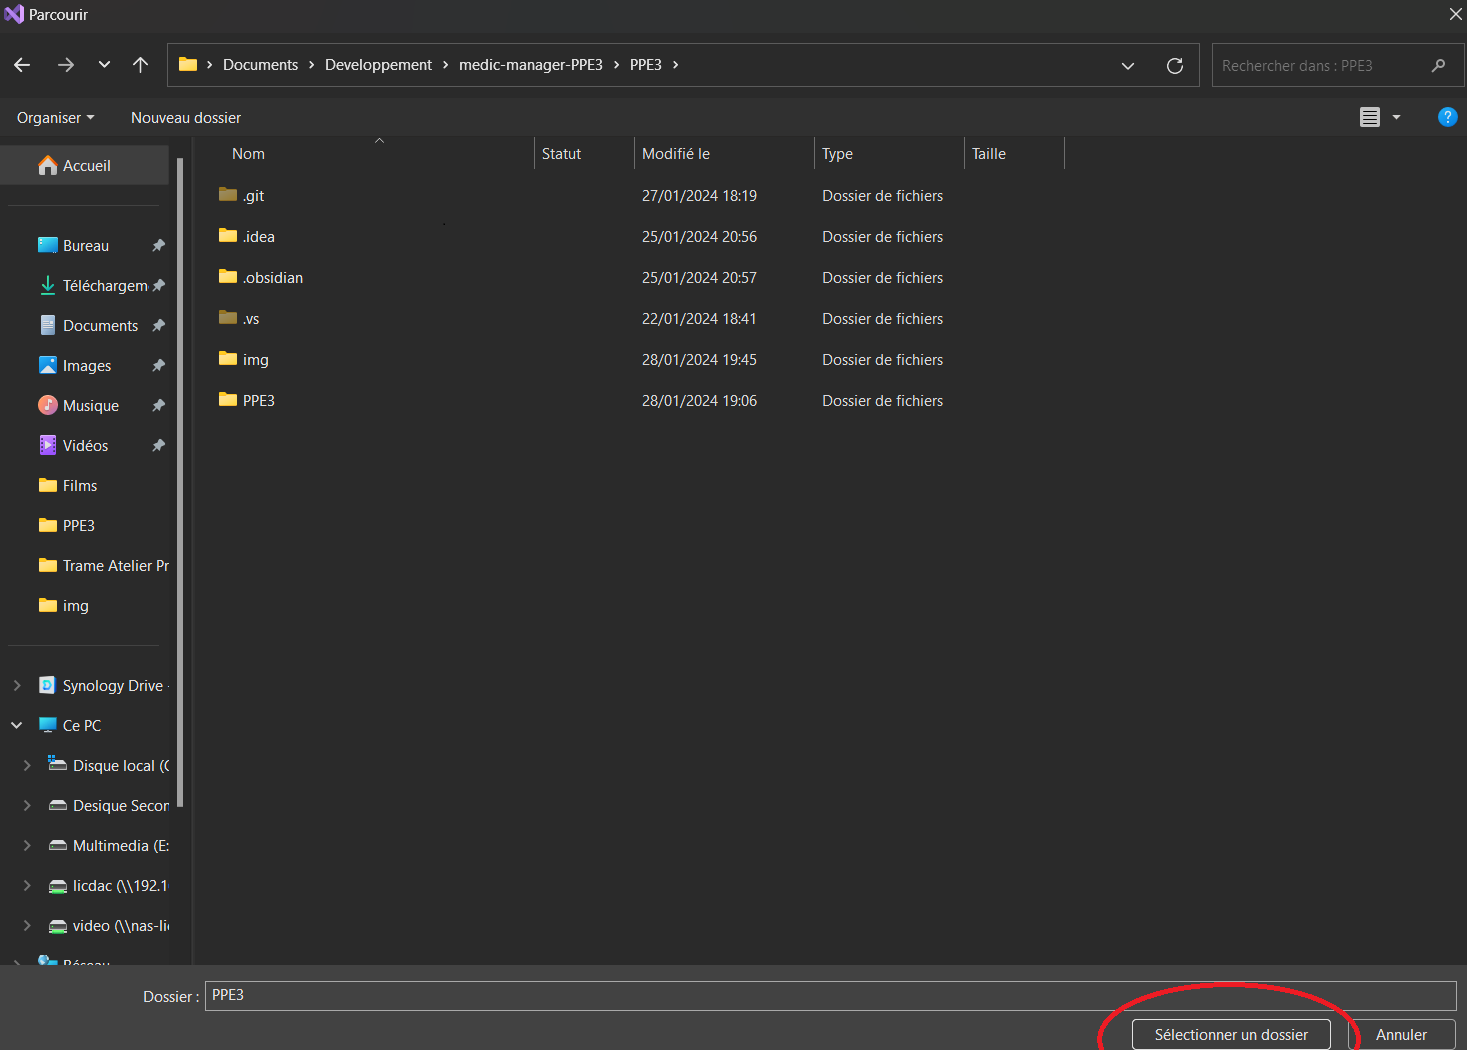 Parcourir
Documents > Developpement > medic-manager-PPE3 > PPE3 >
Rechercher dans : PPE3
Organiser Nouveau dossier
?
Nom Statut Modifié le Type Taille
.git 27/01/2024 18:19 Dossier de fichiers
.idea 25/01/2024 20:56 Dossier de fichiers
.obsidian 25/01/2024 20:57 Dossier de fichiers
.vs 22/01/2024 18:41 Dossier de fichiers
img 28/01/2024 19:45 Dossier de fichiers
PPE3 28/01/2024 19:06 Dossier de fichiers
Accueil
Bureau
Téléchargem
Documents
Images
Musique
Vidéos
Films
PPE3
Trame Atelier Pr
img
Synology Drive
Ce PC
Disque local (C
Desique Secon
Multimedia (E:
licdac (\\192.1
video (\\nas-li
Réseau
Dossier : PPE3
Sélectionner un dossier Annuler